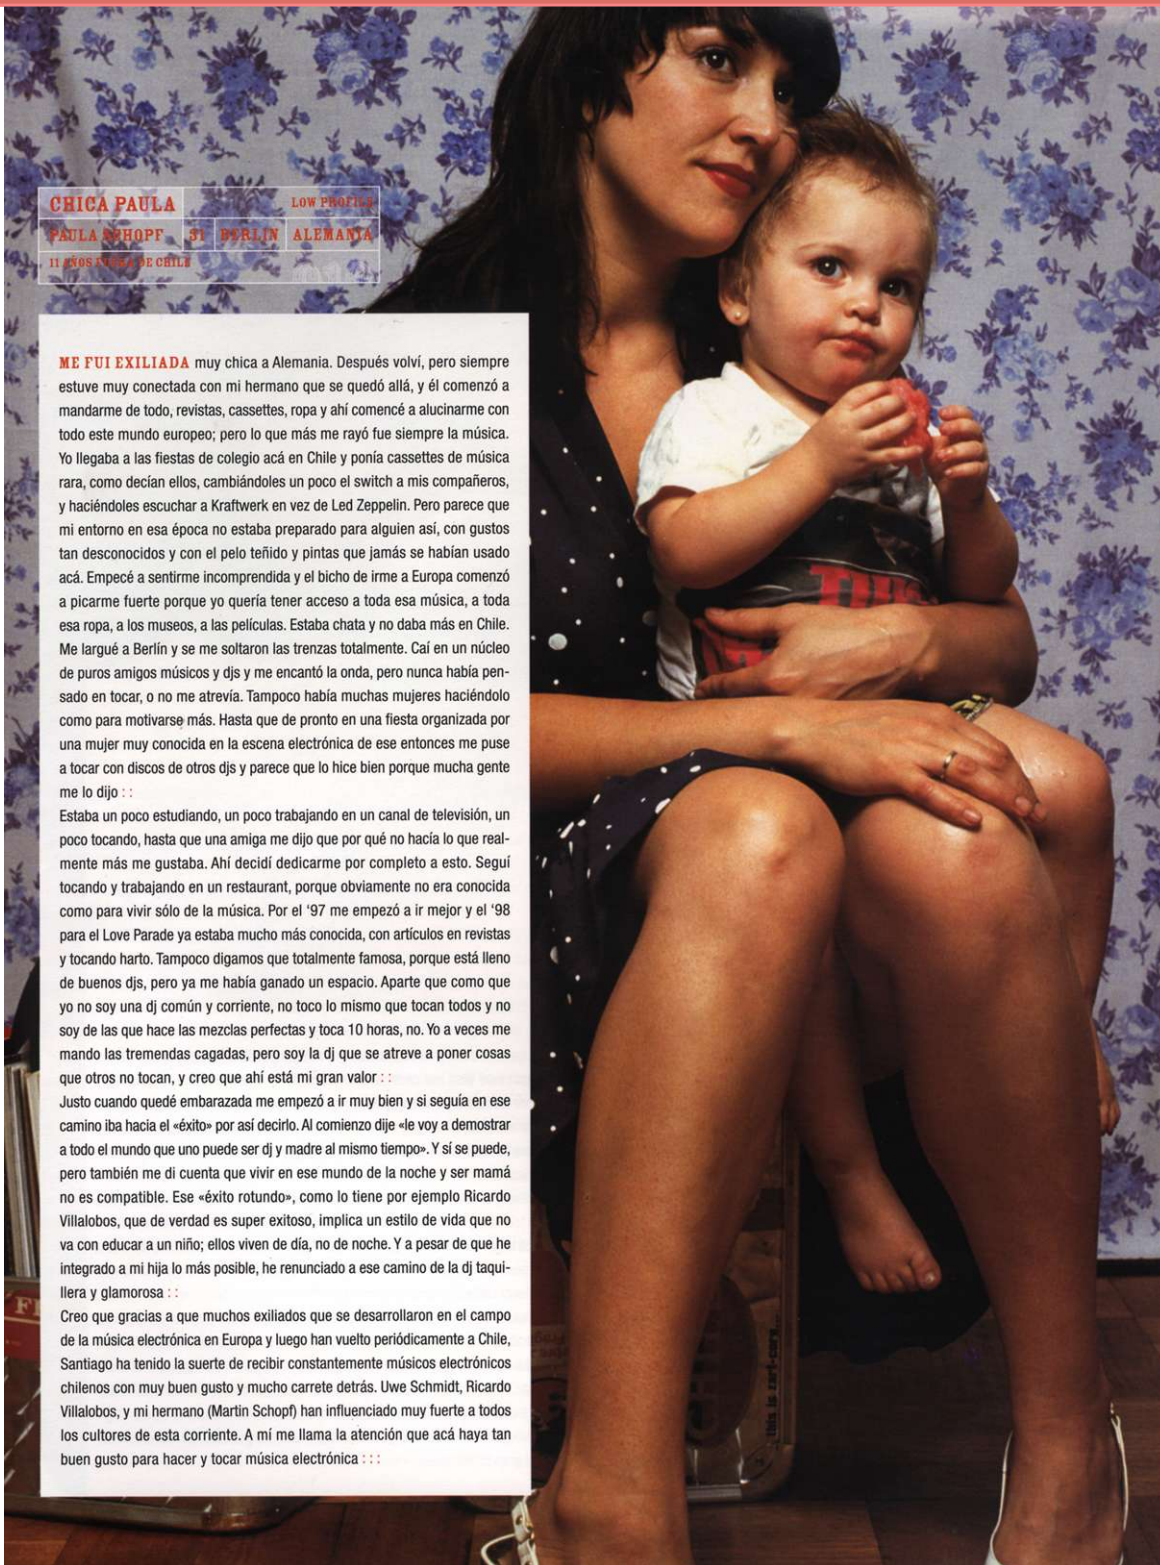 CHICA PAULA LOW PROFILE
PAULA SCHOPF 31 BERLIN ALEMANIA
11 AÑOS FUERA DE CHILE
ME FUI EXILIADA muy chica a Alemania. Después volví, pero siempre
estuve muy conectada con mi hermano que se quedó allá, y él comenzó a
mandarme de todo, revistas, cassettes, ropa y ahí comencé a alucinarme con
todo este mundo europeo; pero lo que más me rayó fue siempre la música.
Yo llegaba a las fiestas de colegio acá en Chile y ponía cassettes de música
rara, como decían ellos, cambiándoles un poco el switch a mis compañeros,
y haciéndoles escuchar a Kraftwerk en vez de Led Zeppelin. Pero parece que
mi entorno en esa época no estaba preparado para alguien así, con gustos
tan desconocidos y con el pelo teñido y pintas que jamás se habían usado
acá. Empecé a sentirme incomprendida y el bicho de irme a Europa comenzó
a picarme fuerte porque yo quería tener acceso a toda esa música, a toda
esa ropa, a los museos, a las películas. Estaba chata y no daba más en Chile.
Me largué a Berlín y se me soltaron las trenzas totalmente. Caí en un núcleo
de puros amigos músicos y djs y me encantó la onda, pero nunca había pen-
sado en tocar, o no me atrevía. Tampoco había muchas mujeres haciéndolo
como para motivarse más. Hasta que de pronto en una fiesta organizada por
una mujer muy conocida en la escena electrónica de ese entonces me puse
a tocar con discos de otros djs y parece que lo hice bien porque mucha gente
me lo dijo : :
Estaba un poco estudiando, un poco trabajando en un canal de televisión, un
poco tocando, hasta que una amiga me dijo que por qué no hacía lo que real-
mente más me gustaba. Ahí decidí dedicarme por completo a esto. Seguí
tocando y trabajando en un restaurant, porque obviamente no era conocida
como para vivir sólo de la música. Por el ‘97 me empezó a ir mejor y el ‘98
para el Love Parade ya estaba mucho más conocida, con artículos en revistas
y tocando harto. Tampoco digamos que totalmente famosa, porque está lleno
de buenos djs, pero ya me había ganado un espacio. Aparte que como que
yo no soy una dj común y corriente, no toco lo mismo que tocan todos y no
soy de las que hace las mezclas perfectas y toca 10 horas, no. Yo a veces me
mando las tremendas cagadas, pero soy la dj que se atreve a poner cosas
que otros no tocan, y creo que ahí está mi gran valor : :
Justo cuando quedé embarazada me empezó a ir muy bien y si seguía en ese
camino iba hacia el «éxito» por así decirlo. Al comienzo dije «le voy a demostrar
a todo el mundo que uno puede ser dj y madre al mismo tiempo». Y sí se puede,
pero también me di cuenta que vivir en ese mundo de la noche y ser mamá
no es compatible. Ese «éxito rotundo», como lo tiene por ejemplo Ricardo
Villalobos, que de verdad es super exitoso, implica un estilo de vida que no
va con educar a un niño; ellos viven de día, no de noche. Y a pesar de que he
integrado a mi hija lo más posible, he renunciado a ese camino de la dj taqui-
llera y glamorosa : :
Creo que gracias a que muchos exiliados que se desarrollaron en el campo
de la música electrónica en Europa y luego han vuelto periódicamente a Chile,
Santiago ha tenido la suerte de recibir constantemente músicos electrónicos
chilenos con muy buen gusto y mucho carrete detrás. Uwe Schmidt, Ricardo
Villalobos, y mi hermano (Martin Schopf) han influenciado muy fuerte a todos
los cultores de esta corriente. A mí me llama la atención que acá haya tan
buen gusto para hacer y tocar música electrónica : : :